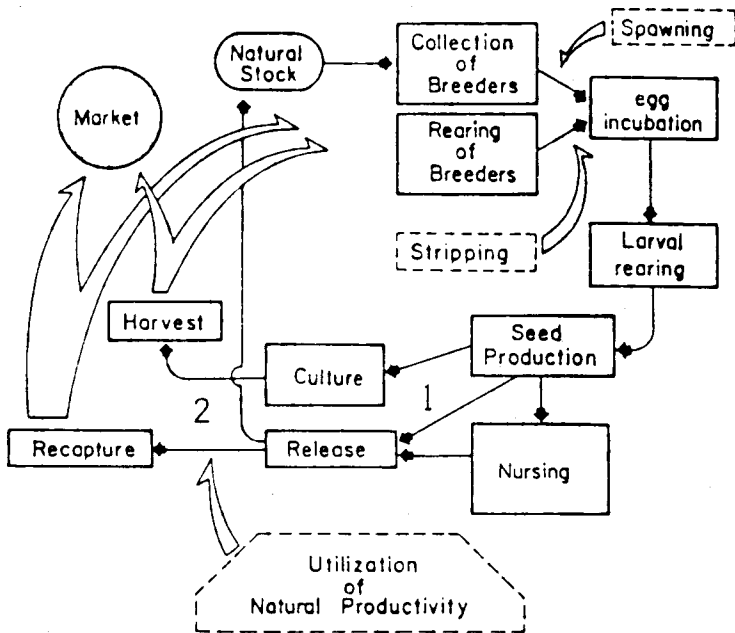 Natural
Stock
Collection
of
Breeders
Spawning
Market
Rearing
of
Breeders
egg
incubation
Stripping
Larval
rearing
Harvest
Seed
Production
Culture
1
2
Recapture
Release
Nursing
Utilization
of
Natural Productivity